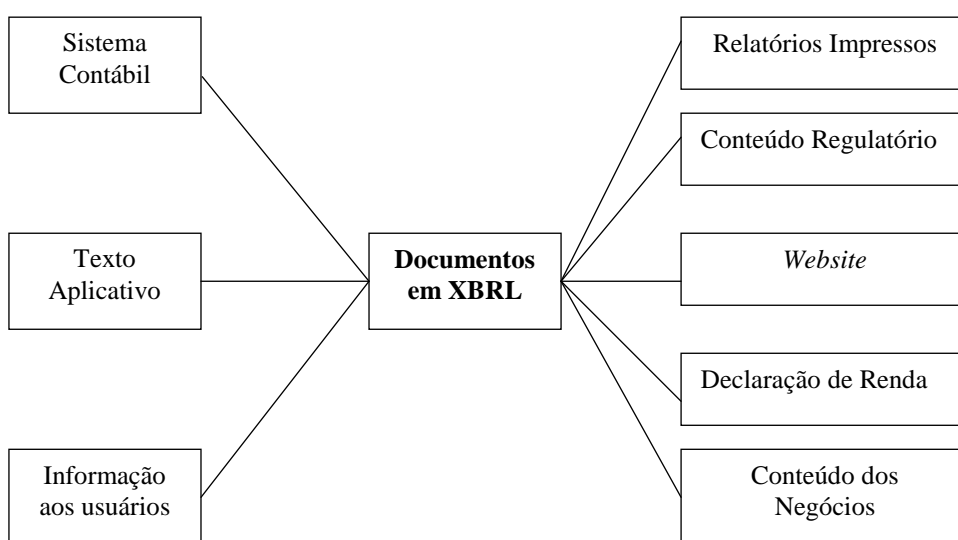 Sistema
Contábil
Texto
Aplicativo
Informação
aos usuários
Documentos
em XBRL
Relatórios Impressos
Conteúdo Regulatório
Website
Declaração de Renda
Conteúdo dos
Negócios